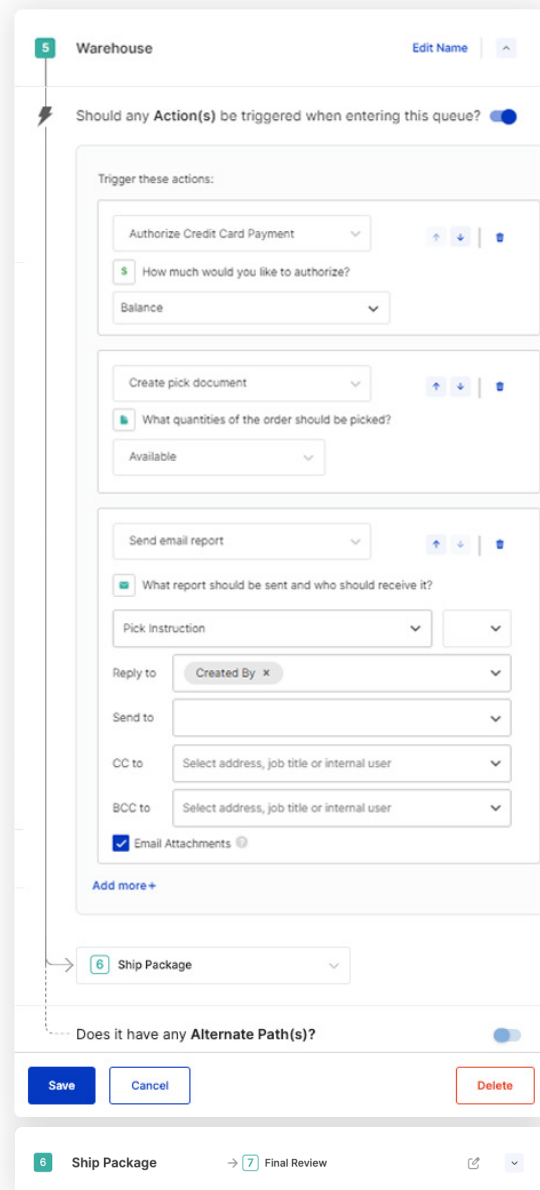 5 Warehouse Edit Name
Should any Action(s) be triggered when entering this queue?
Trigger these actions:
Authorize Credit Card Payment
$ How much would you like to authorize?
Balance
Create pick document
What quantities of the order should be picked?
Available
Send email report
What report should be sent and who should receive it?
Pick Instruction
Reply to Created By ×
Send to
CC to Select address, job title or internal user
BCC to Select address, job title or internal user
Email Attachments ?
Add more+
6 Ship Package
Does it have any Alternate Path(s)?
Save Cancel Delete
6 Ship Package → 7 Final Review